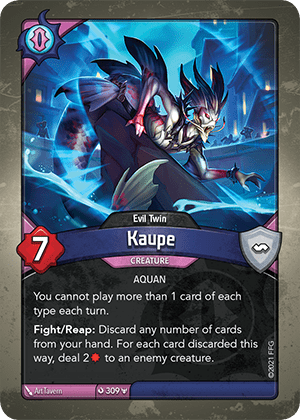 Evil Twin
Kaupe
7
CREATURE
AQUAN
You cannot play more than 1 card of each
type each turn.
Fight/Reap: Discard any number of cards
from your hand. For each card discarded this
way, deal 2 to an enemy creature.
©2021 FFG
ArtTavern
309